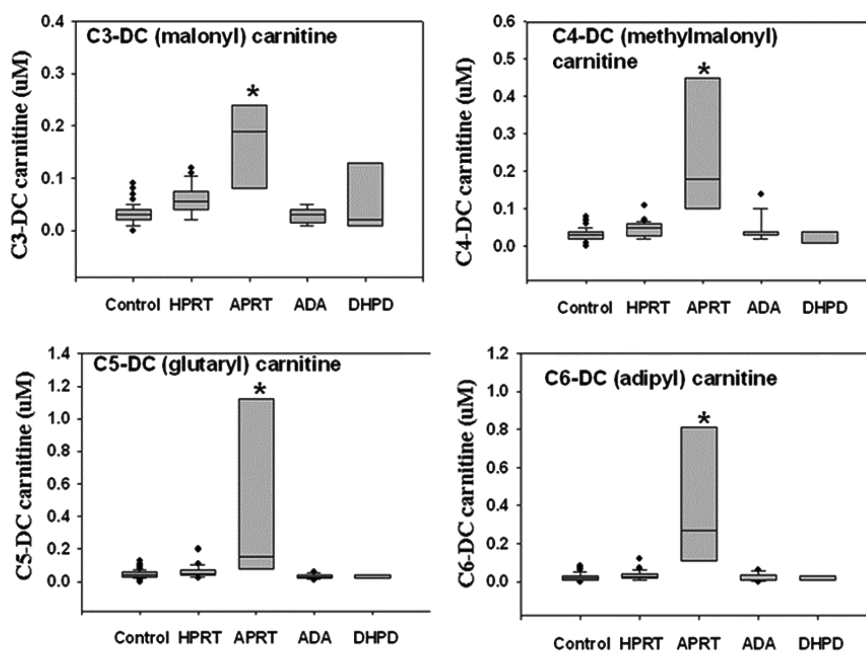 C3-DC (malonyl) carnitine
C3-DC carnitine (uM)
0.4
0.3
0.2
0.1
0.0
*
Control HPRT APRT ADA DHPD
C4-DC (methylmalonyl)
carnitine
C4-DC carnitine (uM)
0.6
0.5
0.4
0.3
0.2
0.1
0.0
*
Control HPRT APRT ADA DHPD
C5-DC (glutaryl) carnitine
C5-DC carnitine (uM)
1.4
1.2
1.0
0.8
0.6
0.4
0.2
0.0
*
Control HPRT APRT ADA DHPD
C6-DC (adipyl) carnitine
C6-DC carnitine (uM)
1.2
1.0
0.8
0.6
0.4
0.2
0.0
*
Control HPRT APRT ADA DHPD